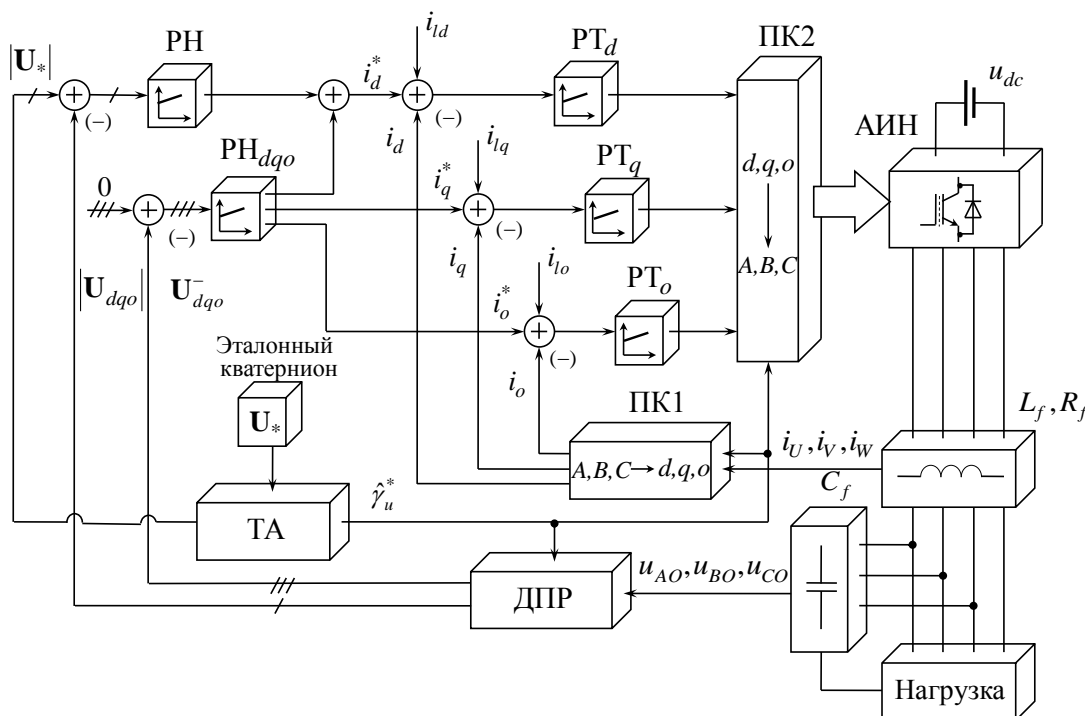 |U*|
РН
i*d
ild
РТd
ПК2
udc
АИН
(–)
(–)
id
РНdqo
0
(–)
i*q
ilq
РТq
(–)
iq
d,q,o
A,B,C
|Udqo|
U–dqo
i*o
ilo
РТo
(–)
io
Эталонный
кватернион
U*
ПК1
A,B,C
d,q,o
iU,iV,iW
Lf,Rf
Cf
ТА
γ̂*u
ДПР
uAO,uBO,uCO
Нагрузка